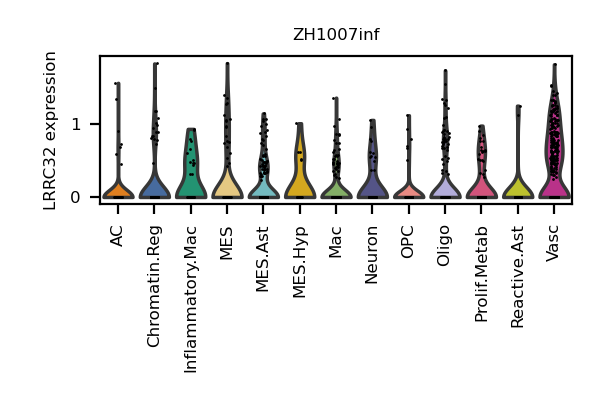 ZH1007inf
LRRC32 expression
1
0
AC
Chromatin.Reg
Inflammatory.Mac
MES
MES.Ast
MES.Hyp
Mac
Neuron
OPC
Oligo
Prolif.Metab
Reactive.Ast
Vasc